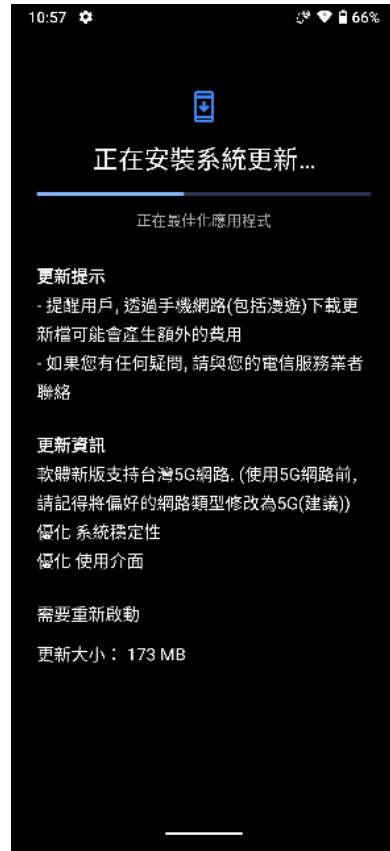 10:57 66%
正在安裝系統更新...
正在最佳化應用程式
更新提示
- 提醒用戶, 透過手機網路(包括漫遊)下載更
新檔可能會產生額外的費用
- 如果您有任何疑問, 請與您的電信服務業者
聯絡
更新資訊
軟體新版支持台灣5G網路. (使用5G網路前,
請記得將偏好的網路類型修改為5G(建議))
優化 系統穩定性
優化 使用介面
需要重新啟動
更新大小： 173 MB